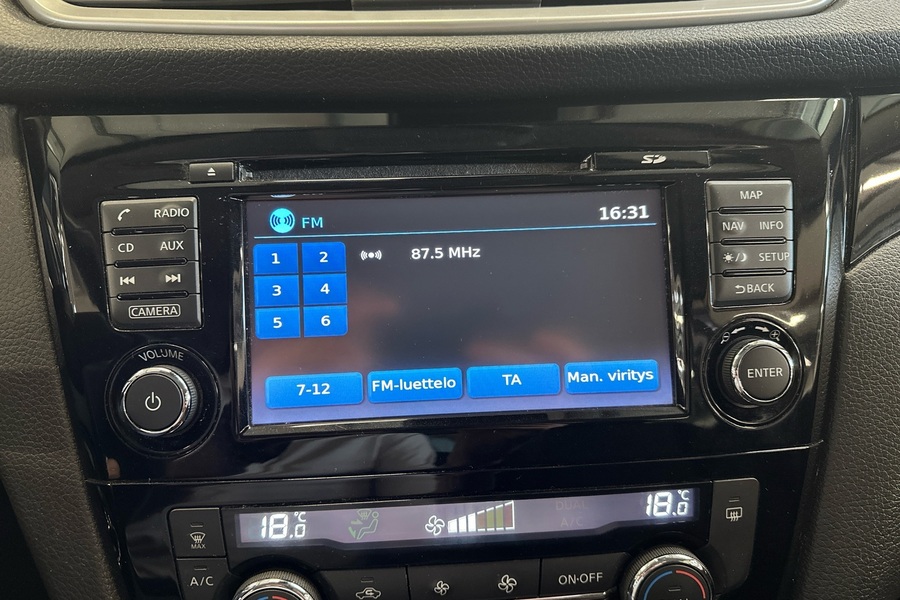 SD
RADIO
CD AUX
CAMERA
VOLUME
FM 16:31
1 2 87.5 MHz
3 4
5 6
7-12 FM-luettelo TA Man. viritys
MAP
NAV INFO
SETUP
BACK
ENTER
18.0°C
DUAL
A/C
18.0°C
MAX
A/C
ON·OFF